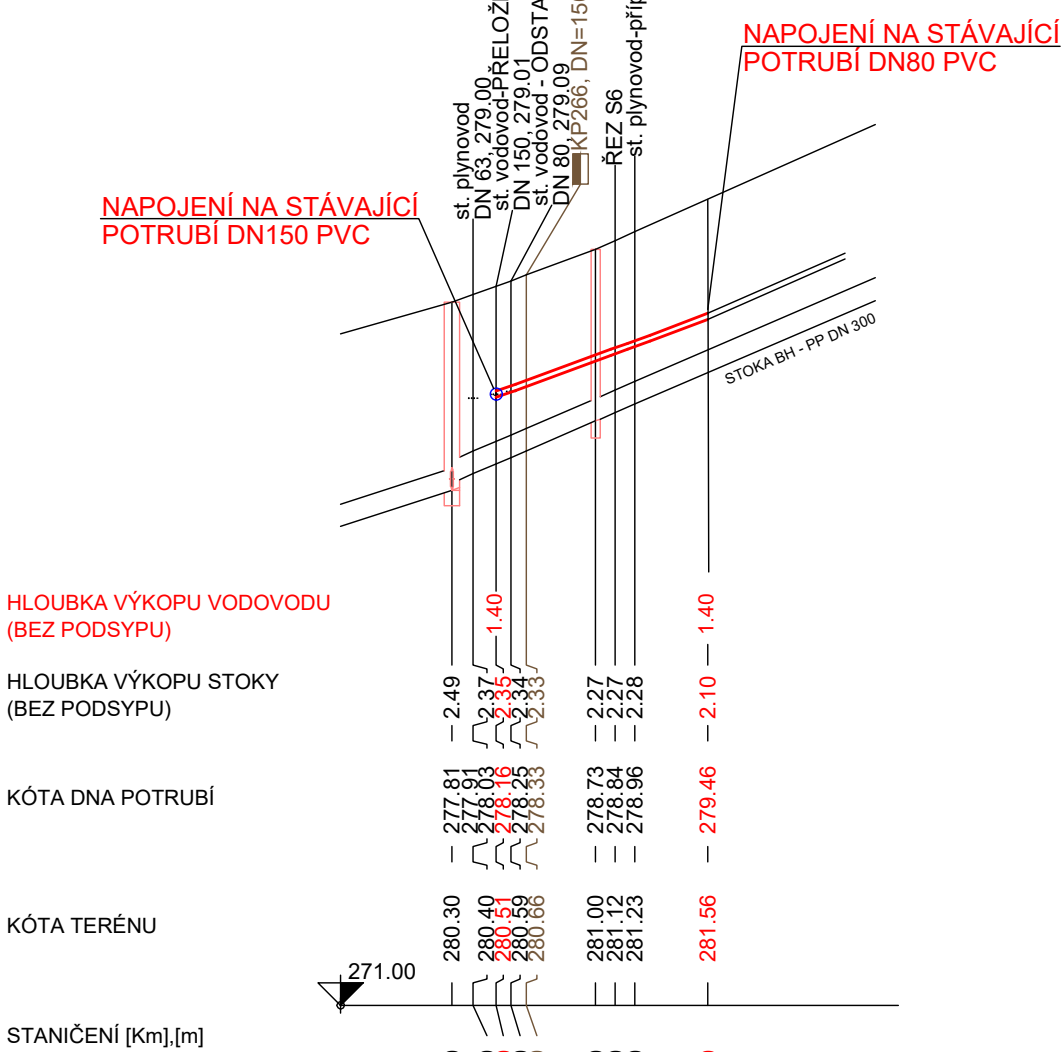 NAPOJENÍ NA STÁVAJÍCÍ
POTRUBÍ DN80 PVC
st. plynovod
DN 63, 279.00
st. vodovod-PŘELOŽ
DN 150, 279.01
st. vodovod - ODSTA
DN 80, 279.09
KP266, DN=150
ŘEZ S6
st. plynovod-příp
NAPOJENÍ NA STÁVAJÍCÍ
POTRUBÍ DN150 PVC
STOKA BH - PP DN 300
HLOUBKA VÝKOPU VODOVODU
(BEZ PODSYPU)
1.40
1.40
HLOUBKA VÝKOPU STOKY
(BEZ PODSYPU)
2.49
2.37
2.35
2.34
2.33
2.27
2.27
2.28
2.10
KÓTA DNA POTRUBÍ
277.81
277.91
278.03
278.16
278.25
278.33
278.73
278.84
278.96
279.46
KÓTA TERÉNU
280.30
280.40
280.51
280.59
280.66
281.00
281.12
281.23
281.56
271.00
STANIČENÍ [Km],[m]